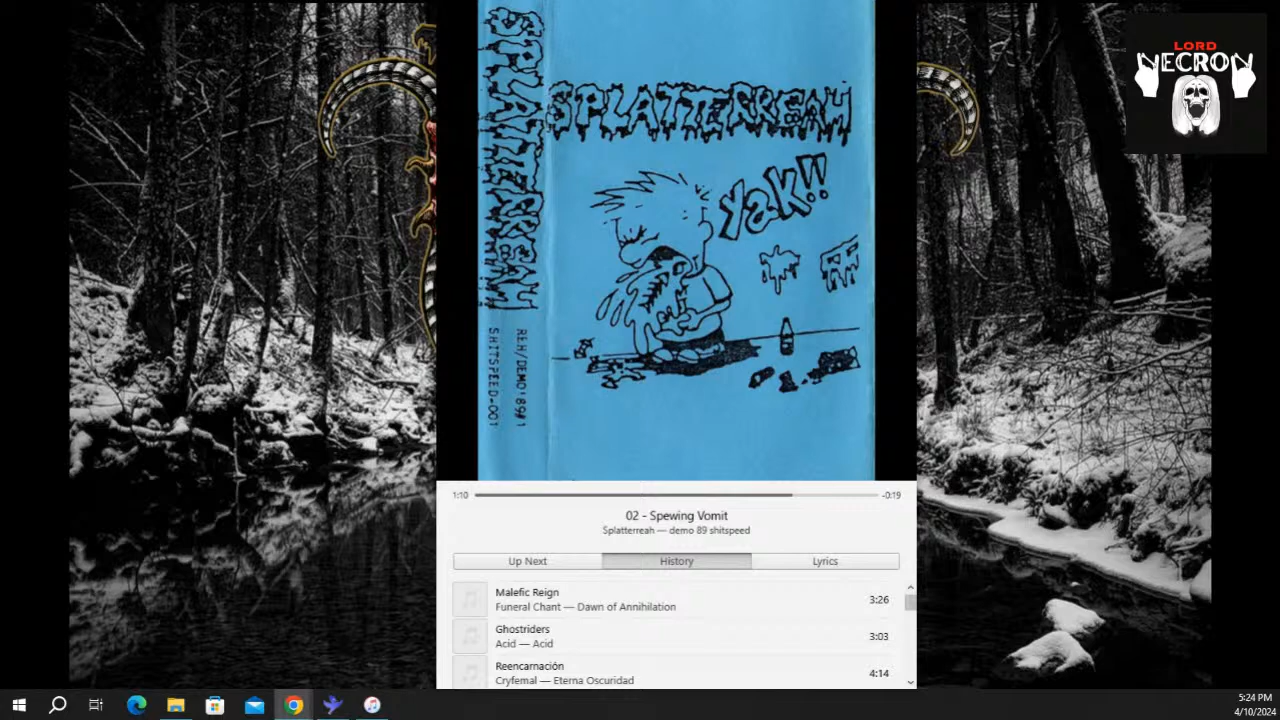 LORD
NECRON
SPLATTERREAH
SPLATTERREAH
Yak!!
REH/DEMO'89#1
SHITSPEED-001
1:10
-0:19
02 - Spewing Vomit
Splatterreah — demo 89 shitspeed
Up Next
History
Lyrics
Malefic Reign
3:26
Funeral Chant — Dawn of Annihilation
Ghostriders
3:03
Acid — Acid
Reencarnación
4:14
Cryfemal — Eterna Oscuridad
5:24 PM
4/10/2024